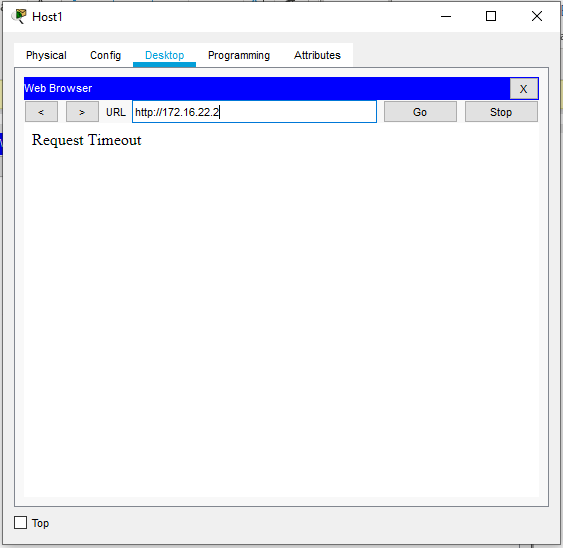 Host1
Physical Config Desktop Programming Attributes
Web Browser X
< > URL http://172.16.22.2 Go Stop
Request Timeout
Top